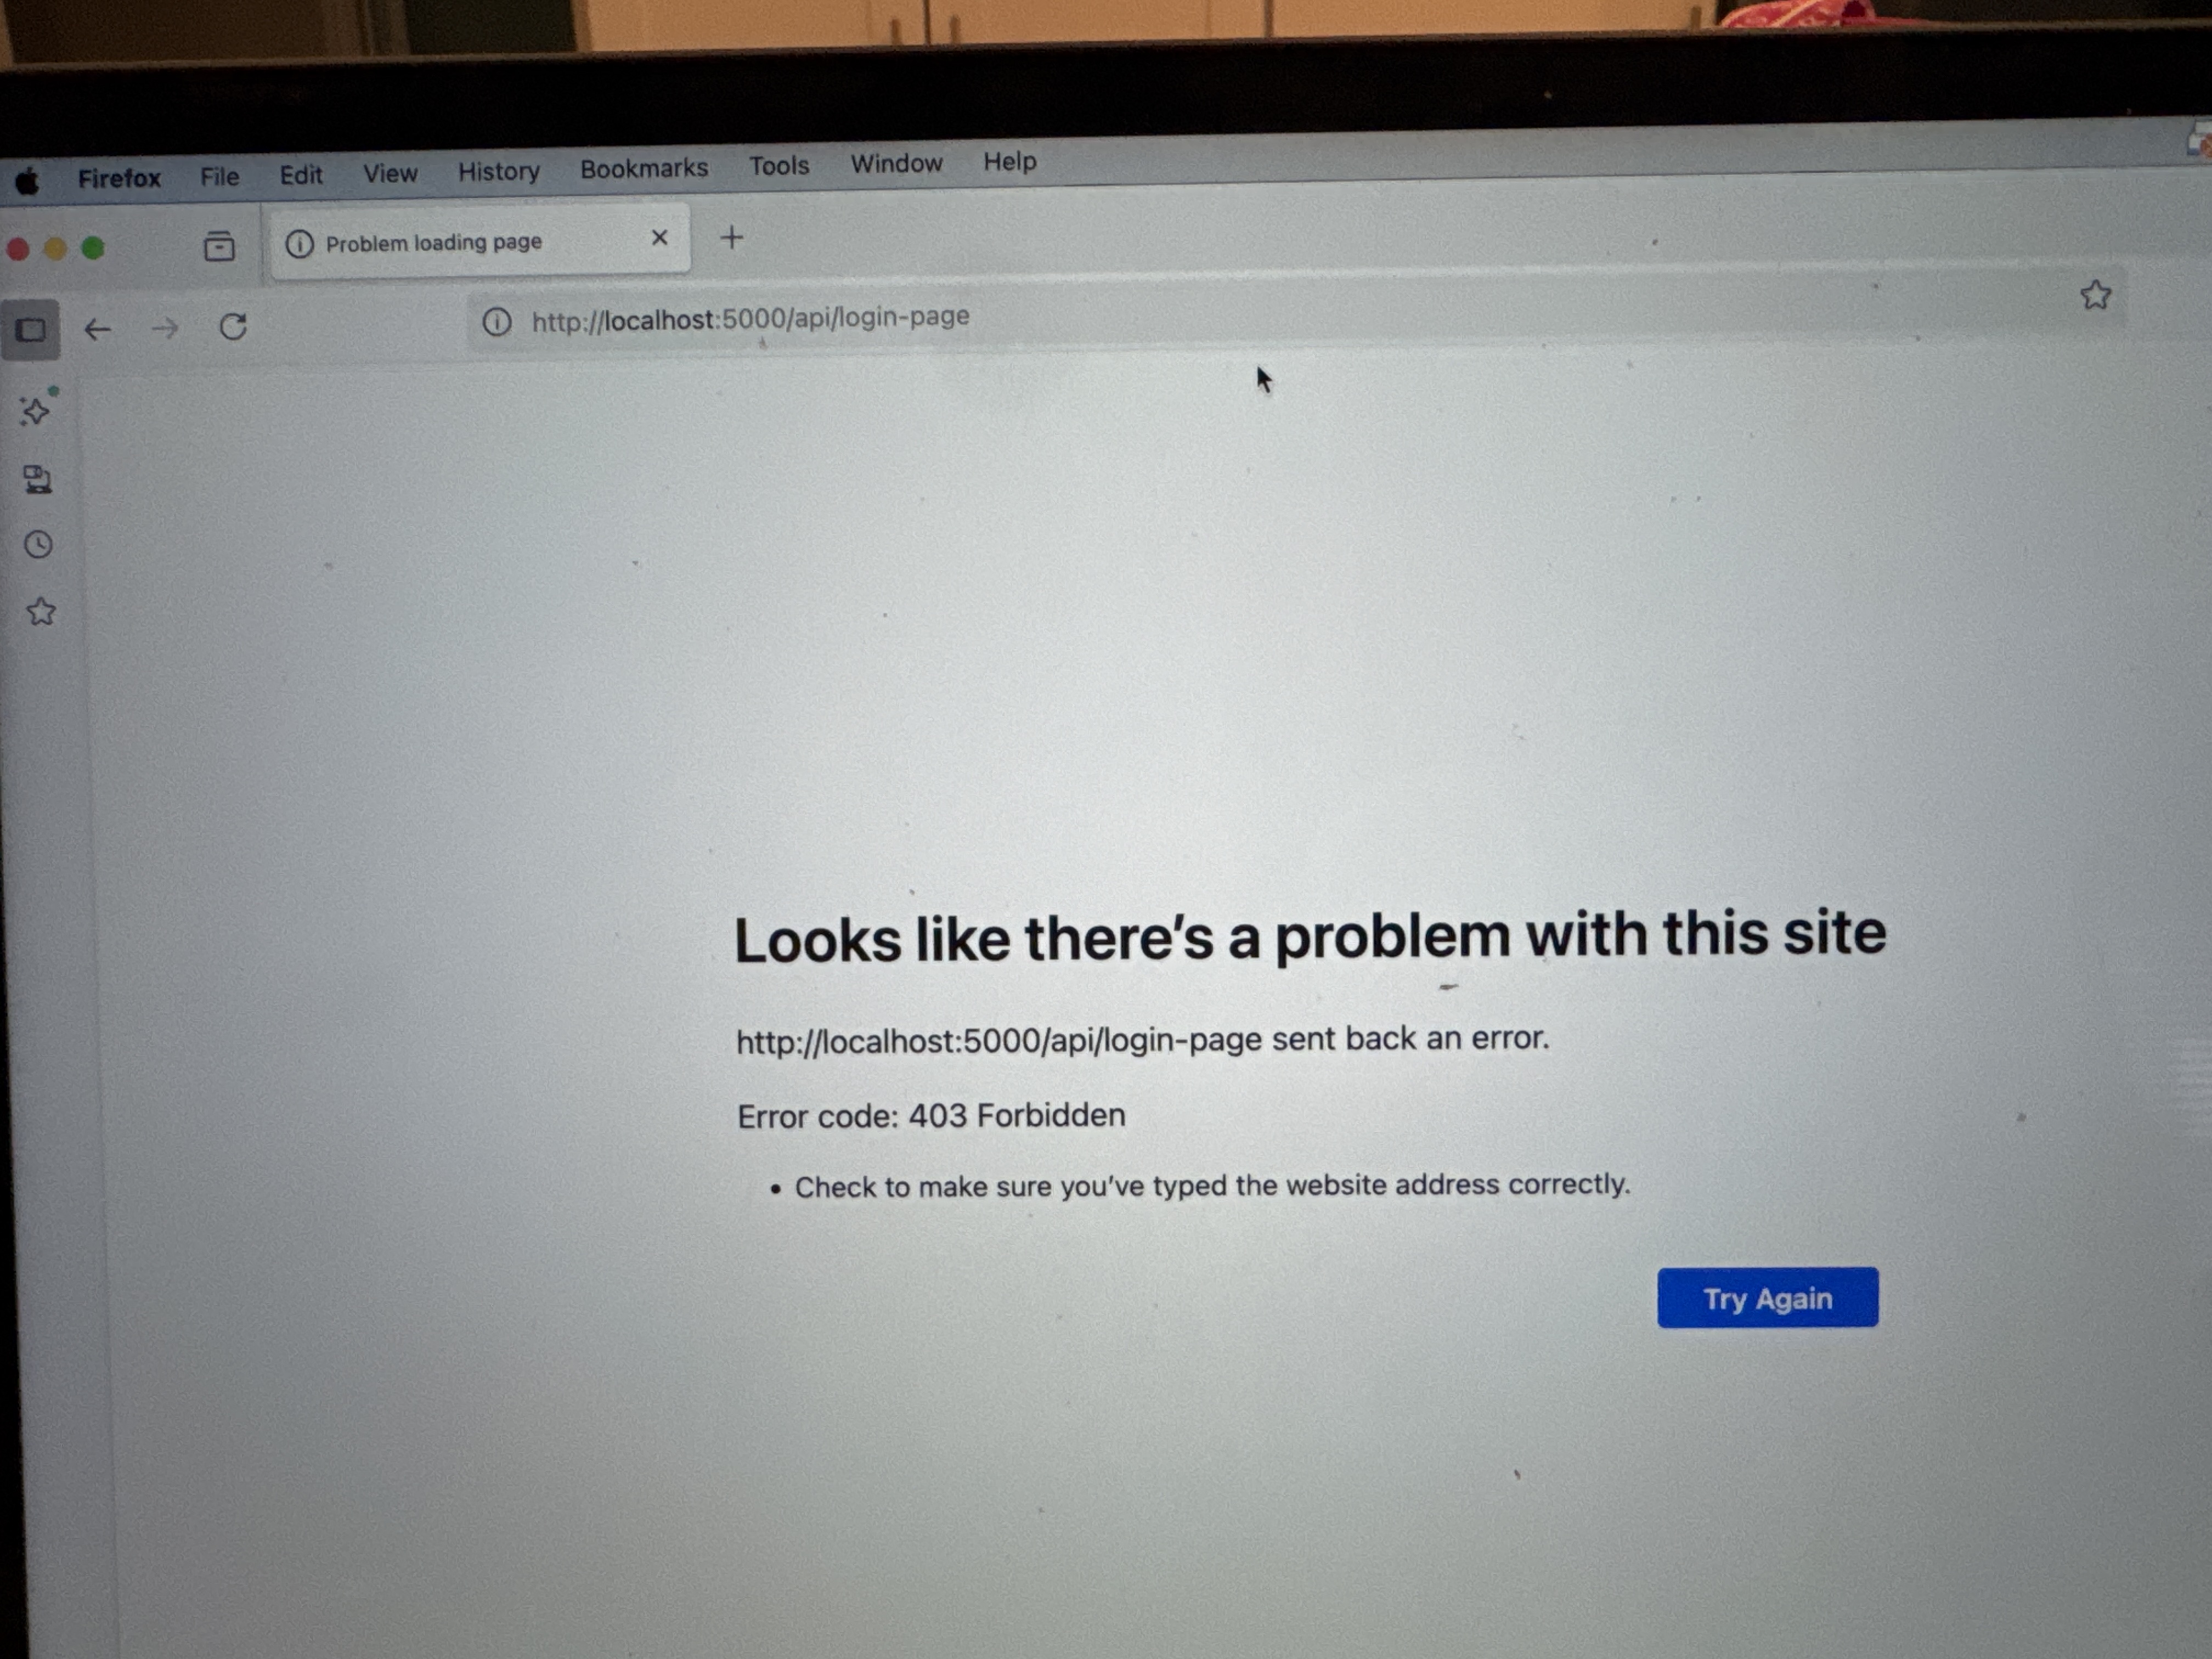 Firefox File Edit View History Bookmarks Tools Window Help
Problem loading page
http://localhost:5000/api/login-page
Looks like there's a problem with this site
http://localhost:5000/api/login-page sent back an error.
Error code: 403 Forbidden
• Check to make sure you've typed the website address correctly.
Try Again